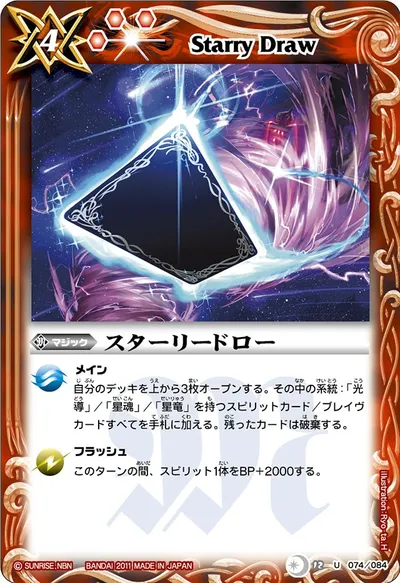 4
Starry Draw
マジック
スターリードロー
メイン
自分のデッキを上から3枚オープンする。その中の系統：「光
導」/「星魂」/「星竜」を持つスピリットカード/ブレイヴ
カードすべてを手札に加える。残ったカードは破棄する。
フラッシュ
このターンの間、スピリット1体をBP+2000する。
illustration:Ryo-ta.H
©SUNRISE.NBN BANDAI 2011 MADE IN JAPAN
12 U 074/084